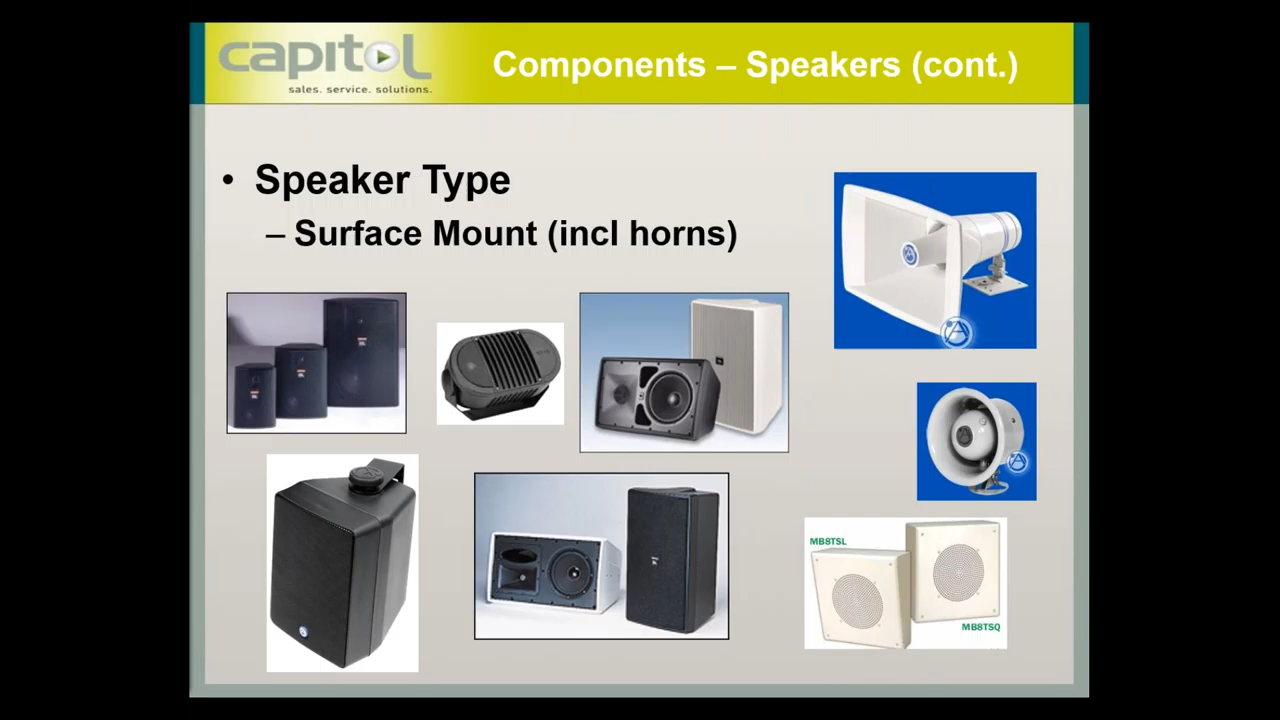 capitol
sales. service. solutions.
Components – Speakers (cont.)
• Speaker Type
– Surface Mount (incl horns)
MB8TSL
MB8TSQ